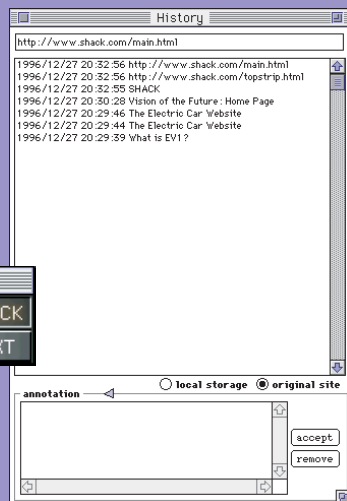 History
http://www.shack.com/main.html
1996/12/27 20:32:56 http://www.shack.com/main.html
1996/12/27 20:32:56 http://www.shack.com/topstrip.html
1996/12/27 20:32:55 SHACK
1996/12/27 20:30:28 Vision of the Future: Home Page
1996/12/27 20:29:46 The Electric Car Website
1996/12/27 20:29:44 The Electric Car Website
1996/12/27 20:29:39 What is EV1?
CK
XT
local storage original site
annotation
accept
remove